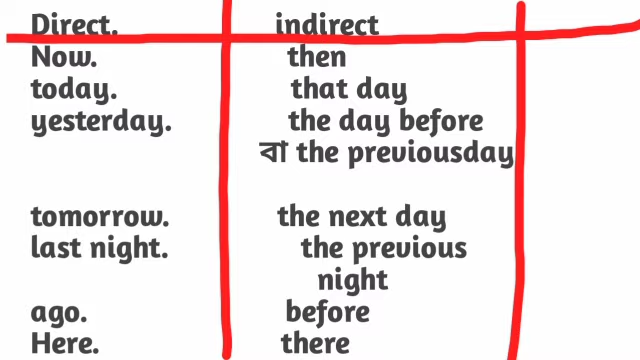 Direct. indirect
Now. then
today. that day
yesterday. the day before
বা the previousday
tomorrow. the next day
last night. the previous
night
ago. before
Here. there